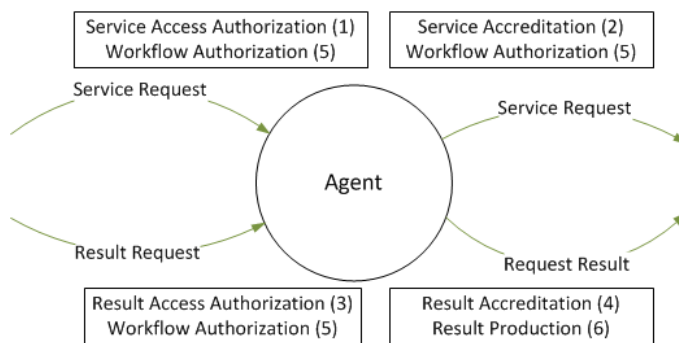 Service Access Authorization (1)
Workflow Authorization (5)
Service Accreditation (2)
Workflow Authorization (5)
Service Request
Service Request
Agent
Result Request
Request Result
Result Access Authorization (3)
Workflow Authorization (5)
Result Accreditation (4)
Result Production (6)